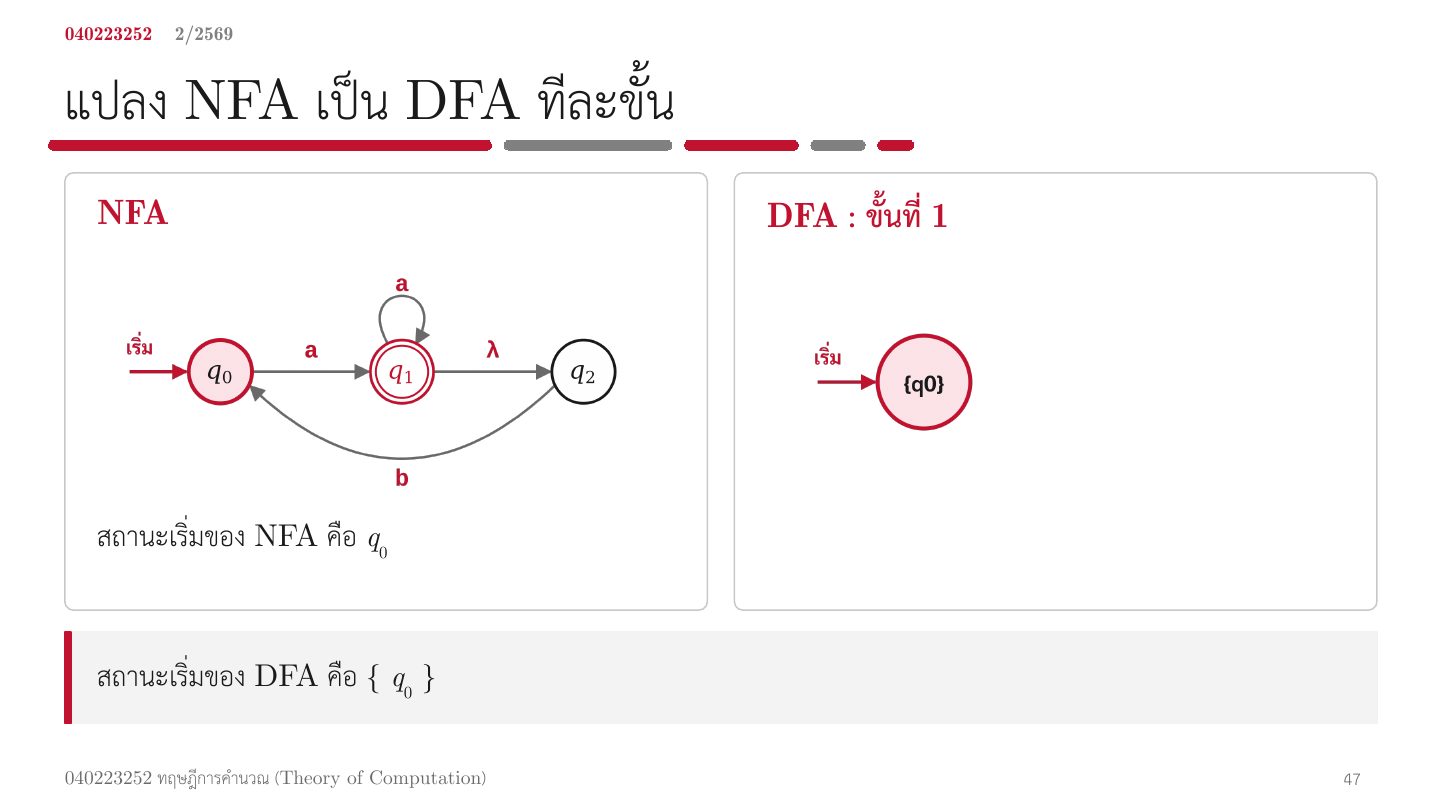 040223252 2/2569
แปลง NFA เป็น DFA ทีละขั้น
NFA
a
เริ่ม
q0
a
q1
λ
q2
b
สถานะเริ่มของ NFA คือ q0
DFA : ขั้นที่ 1
เริ่ม
{q0}
สถานะเริ่มของ DFA คือ { q0 }
040223252 ทฤษฎีการคำนวณ (Theory of Computation)
47